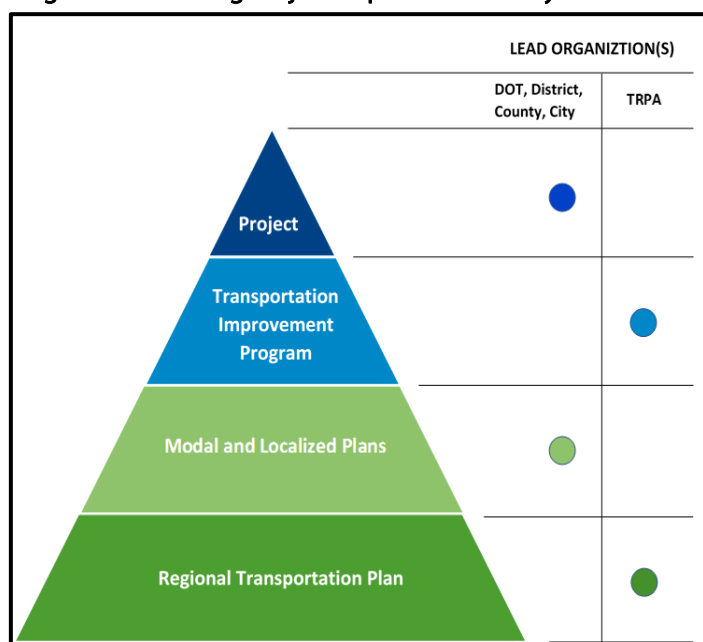 LEAD ORGANIZTION(S)
DOT, District,
County, City
TRPA
Project
Transportation
Improvement
Program
Modal and Localized Plans
Regional Transportation Plan